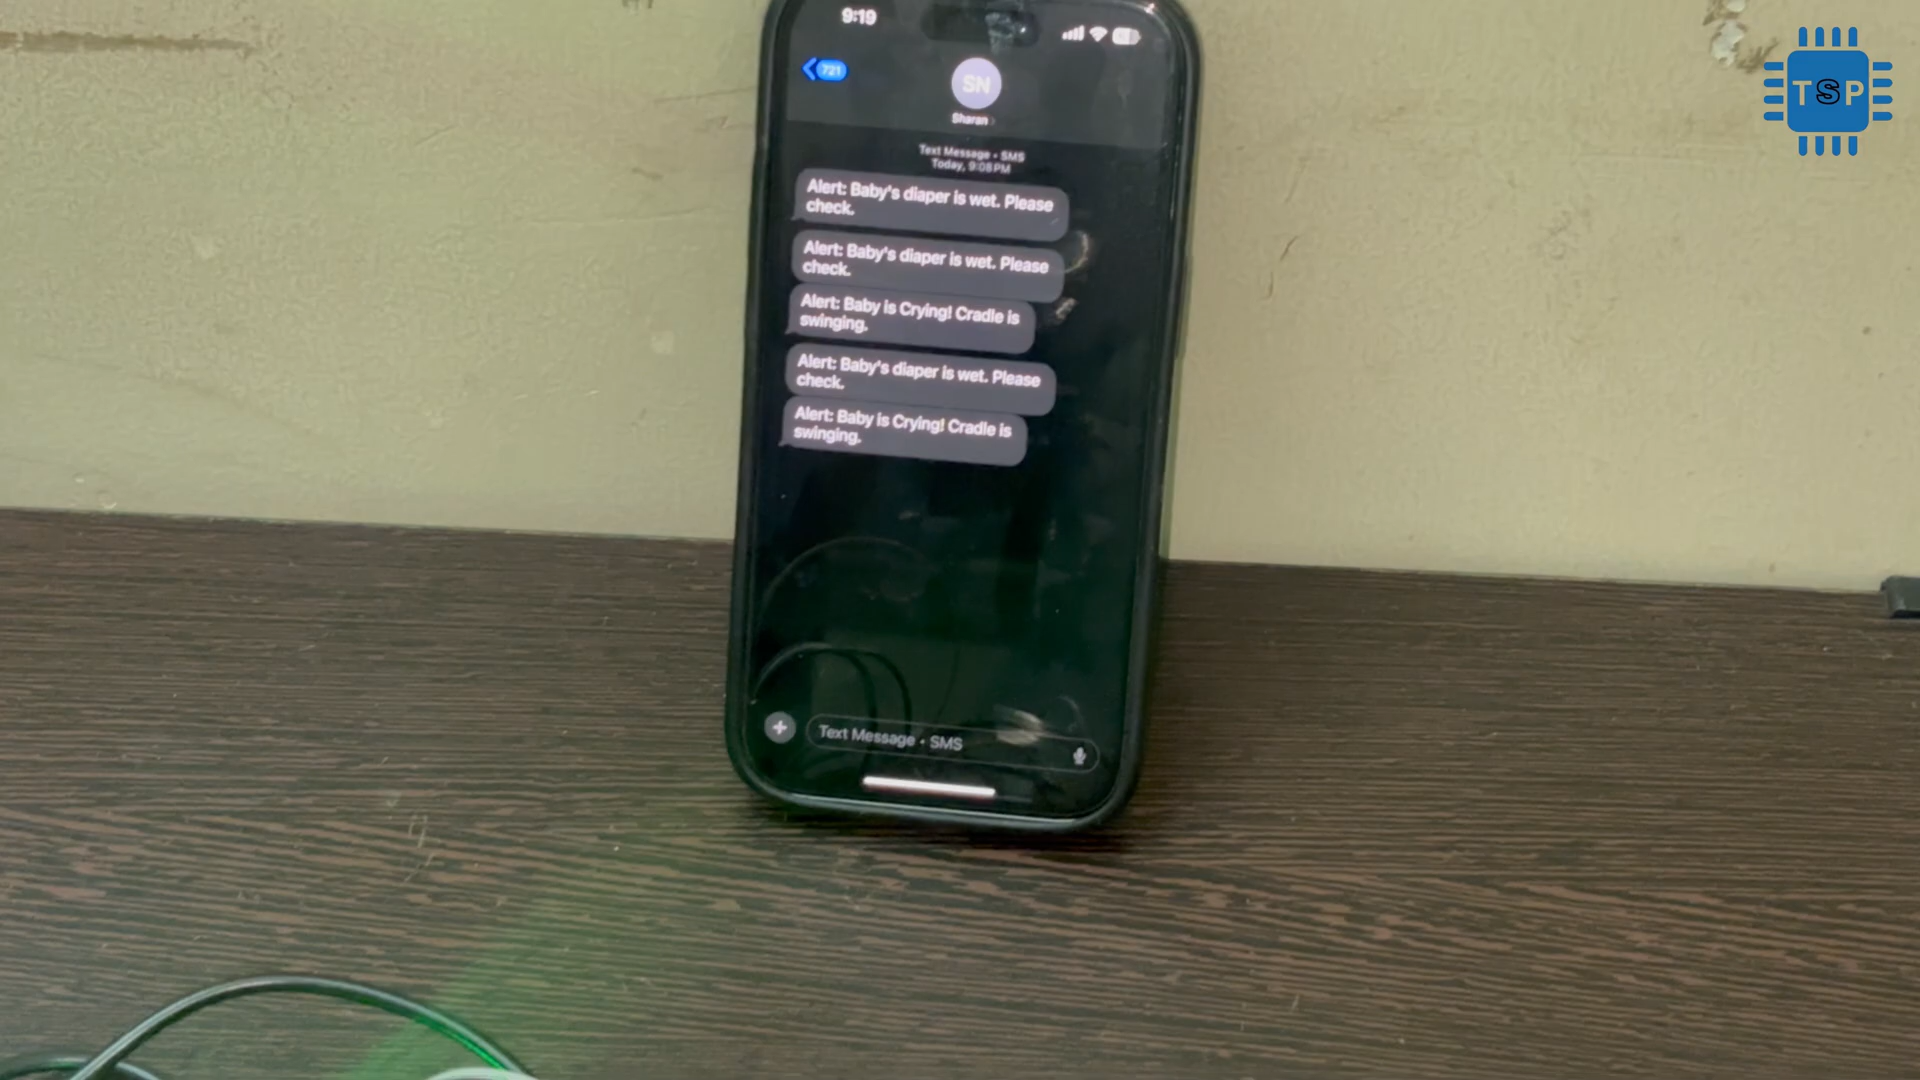 9:19
721
SN
Sharan
Text Message • SMS
Today, 9:08 PM
Alert: Baby's diaper is wet. Please
check.
Alert: Baby's diaper is wet. Please
check.
Alert: Baby is Crying! Cradle is
swinging.
Alert: Baby's diaper is wet. Please
check.
Alert: Baby is Crying! Cradle is
swinging.
Text Message • SMS
TSP